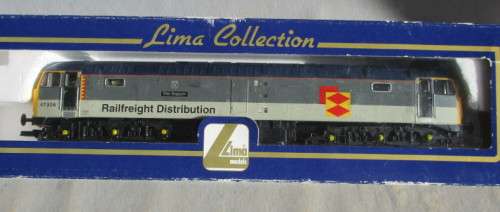 Lima Collection
Railfreight Distribution
Lima
models